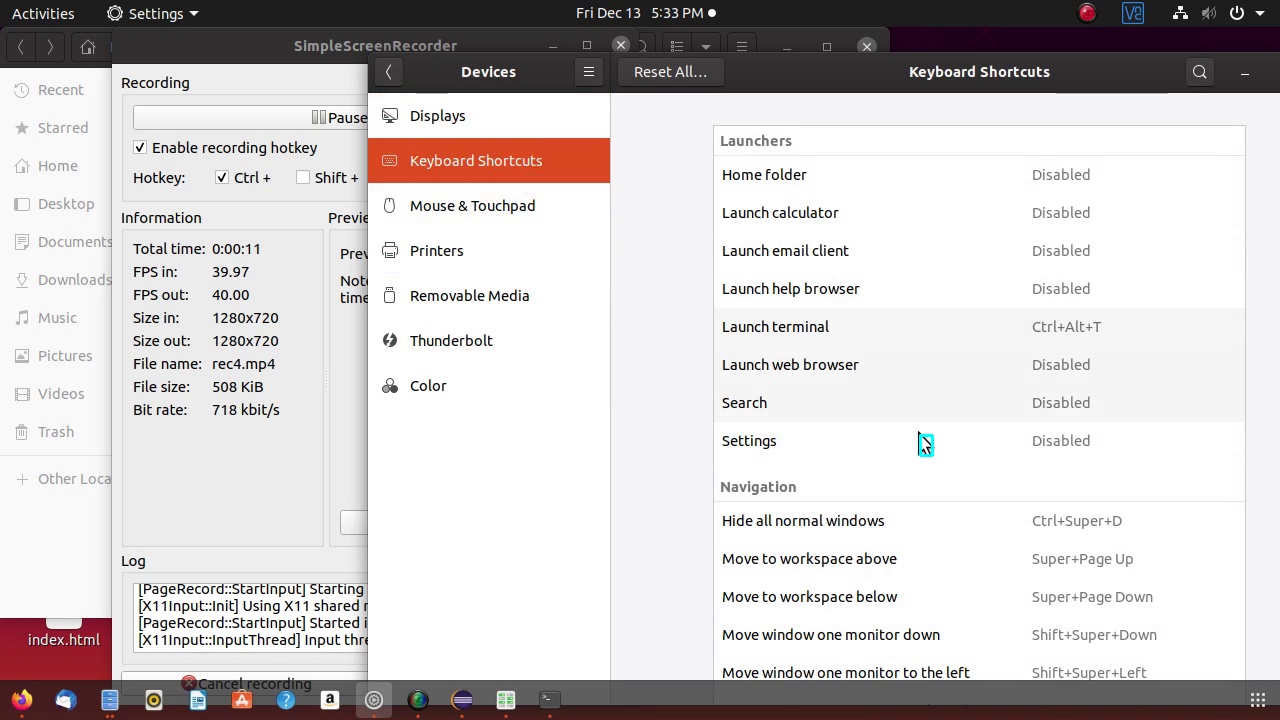 Activities
Settings
Fri Dec 13 5:33 PM
SimpleScreenRecorder
Devices
Reset All...
Keyboard Shortcuts
Recent
Starred
Home
Desktop
Documents
Downloads
Music
Pictures
Videos
Trash
Other Loca
index.html
Recording
Pause
Enable recording hotkey
Hotkey: Ctrl + Shift +
Information
Total time: 0:00:11
FPS in: 39.97
FPS out: 40.00
Size in: 1280x720
Size out: 1280x720
File name: rec4.mp4
File size: 508 KiB
Bit rate: 718 kbit/s
Previe
Prev
Note
time
Log
[PageRecord::StartInput] Starting
[X11Input::Init] Using X11 shared r
[PageRecord::StartInput] Started i
[X11Input::InputThread] Input thre
Cancel recording
Displays
Keyboard Shortcuts
Mouse & Touchpad
Printers
Removable Media
Thunderbolt
Color
Launchers
Home folder Disabled
Launch calculator Disabled
Launch email client Disabled
Launch help browser Disabled
Launch terminal Ctrl+Alt+T
Launch web browser Disabled
Search Disabled
Settings Disabled
Navigation
Hide all normal windows Ctrl+Super+D
Move to workspace above Super+Page Up
Move to workspace below Super+Page Down
Move window one monitor down Shift+Super+Down
Move window one monitor to the left Shift+Super+Left